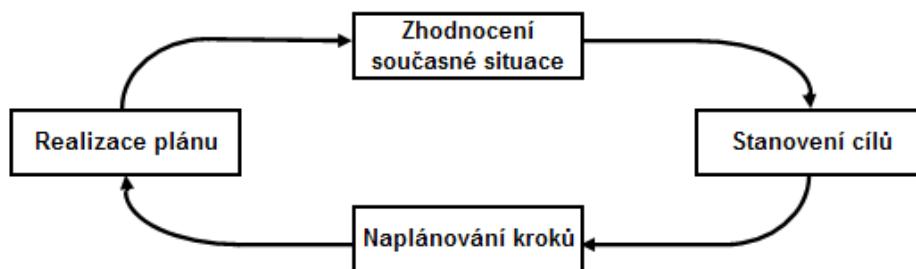 Zhodnocení
současné situace
Realizace plánu
Stanovení cílů
Naplánování kroků